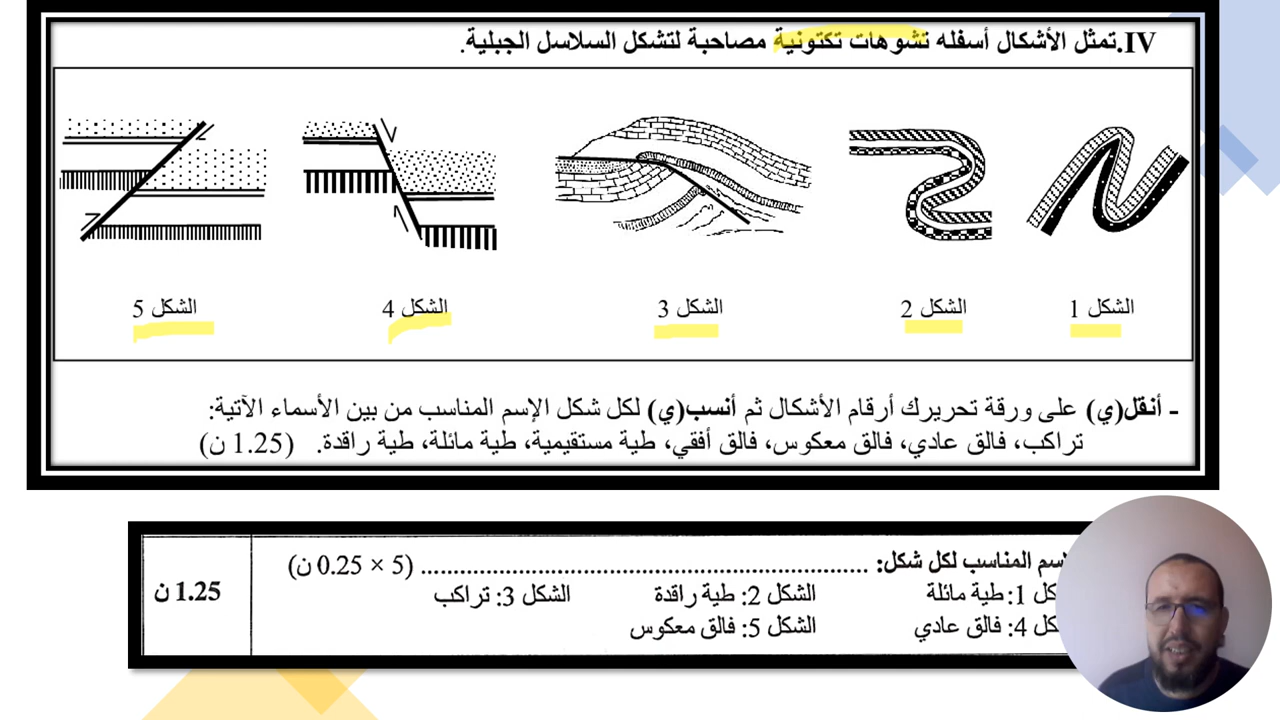 IV.تمثل الأشكال أسفله تشوهات تكتونية مصاحبة لتشكل السلاسل الجبلية.
الشكل 1 الشكل 2 الشكل 3 الشكل 4 الشكل 5
- أنقل(ي) على ورقة تحريرك أرقام الأشكال ثم أنسب(ي) لكل شكل الإسم المناسب من بين الأسماء الآتية:
تراكب، فالق عادي، فالق معكوس، فالق أفقي، طية مستقيمية، طية مائلة، طية راقدة. (1.25 ن)
المناسب لكل شكل: ................ (5 × 0.25 ن)
1: طية مائلة الشكل 2: طية راقدة الشكل 3: تراكب
4: فالق عادي الشكل 5: فالق معكوس
1.25 ن